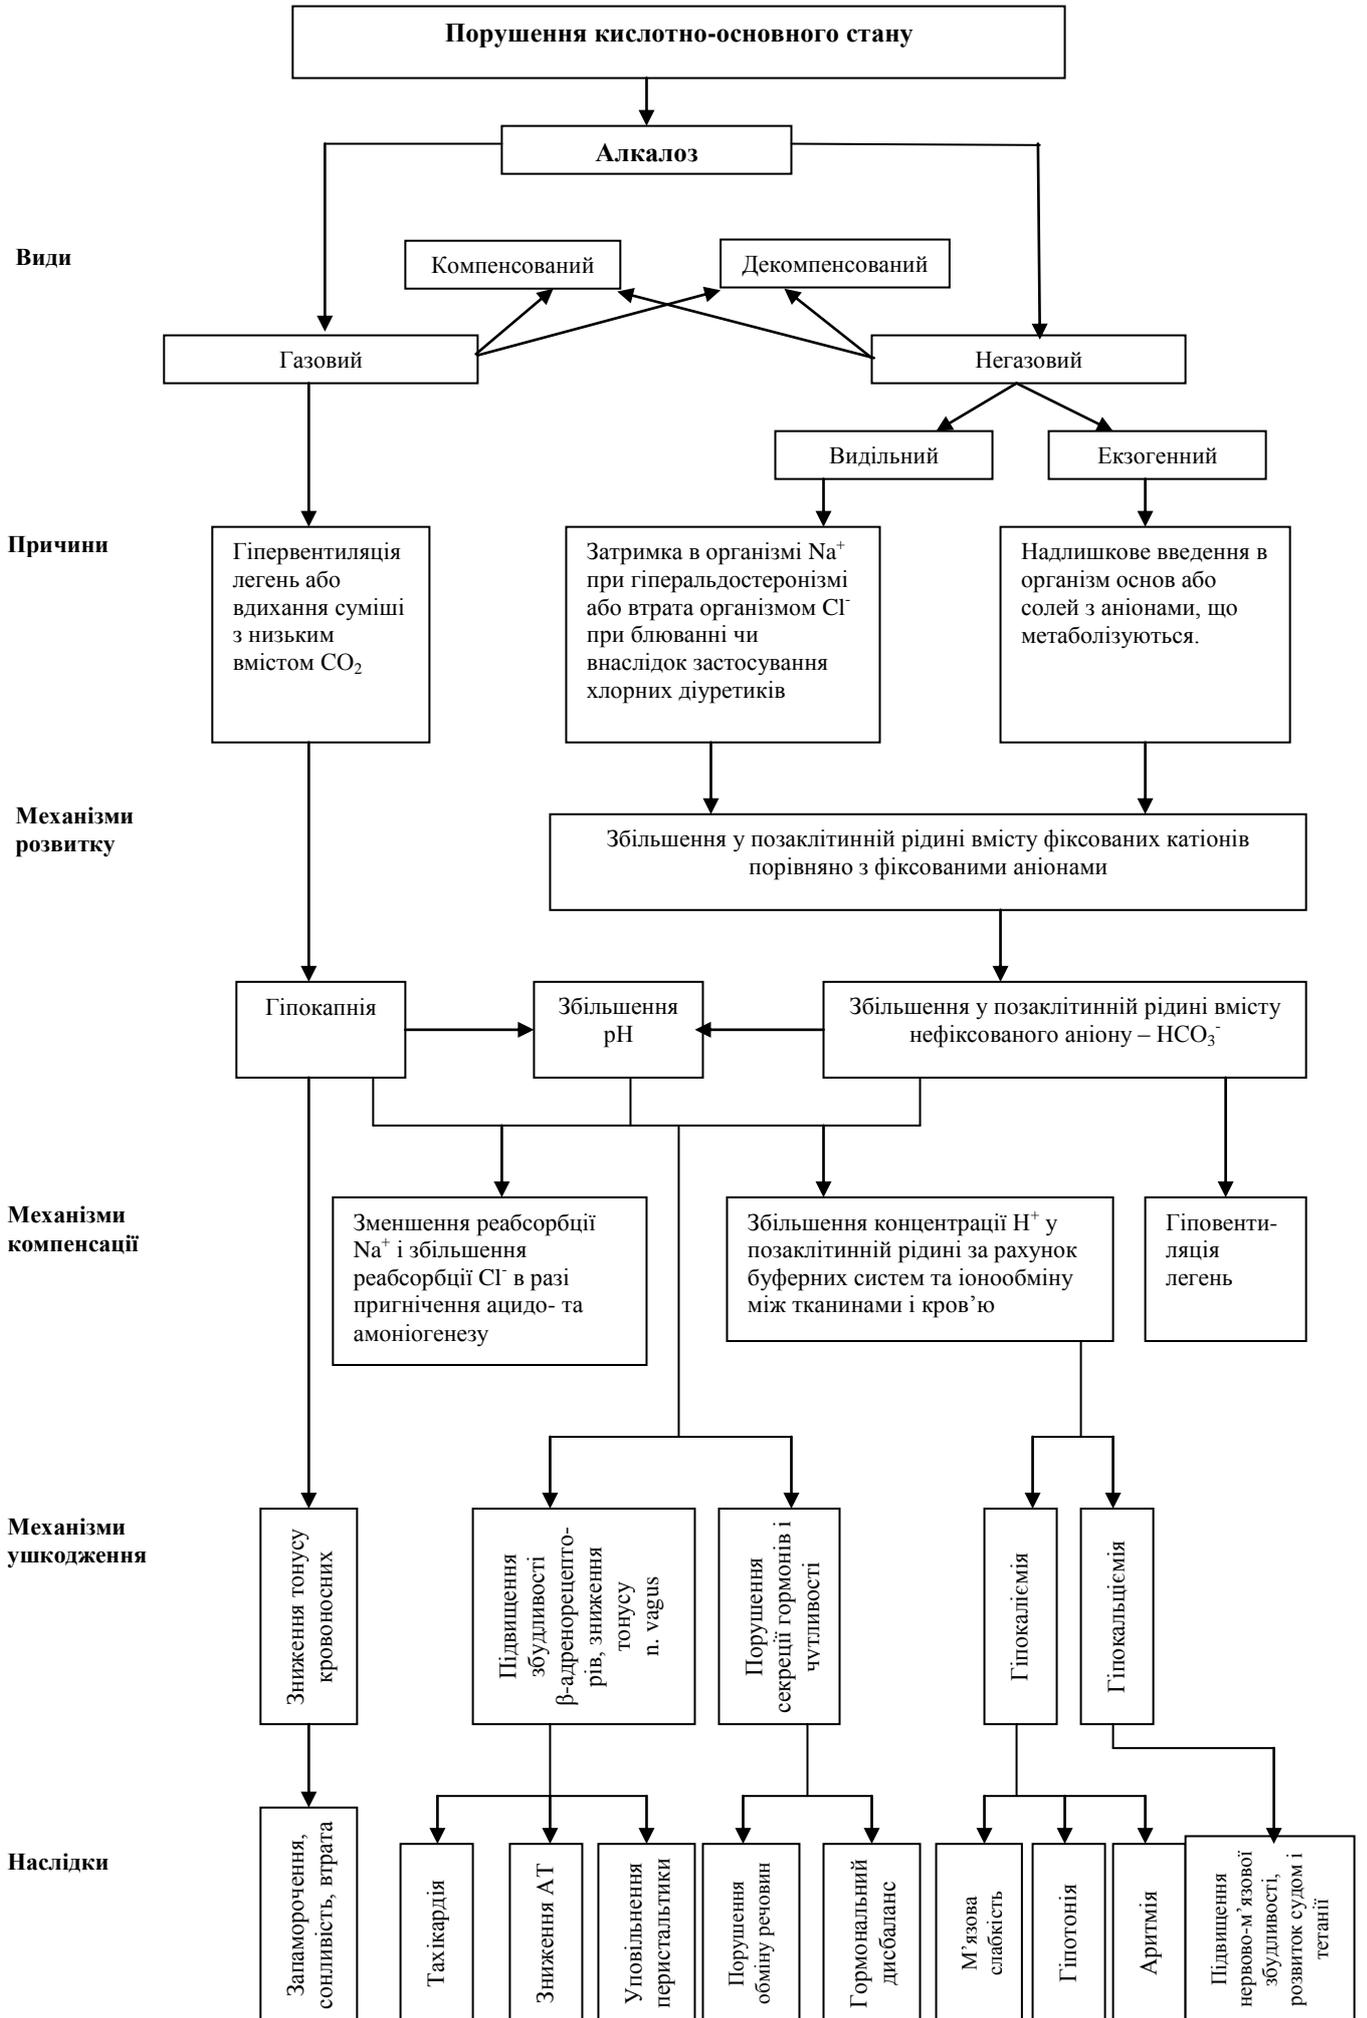 Порушення кислотно-основного стану
Алкалоз
Види
Компенсований
Декомпенсований
Газовий
Негазовий
Видільний
Екзогенний
Причини
Гіпервентиляція
легень або
вдихання суміші
з низьким
вмістом CO₂
Затримка в організмі Na⁺
при гіперальдостеронізмі
або втрата організмом Cl⁻
при блюванні чи
внаслідок застосування
хлорних діуретиків
Надлишкове введення в
організм основ або
солей з аніонами, що
метаболізуються.
Механізми
розвитку
Збільшення у позаклітинній рідині вмісту фіксованих катіонів
порівняно з фіксованими аніонами
Гіпокапнія
Збільшення
pH
Збільшення у позаклітинній рідині вмісту
нефіксованого аніону – HCO₃⁻
Механізми
компенсації
Зменшення реабсорбції
Na⁺ і збільшення
реабсорбції Cl⁻ в разі
пригнічення ацидо- та
амоніогенезу
Збільшення концентрації H⁺ у
позаклітинній рідині за рахунок
буферних систем та іонообміну
між тканинами і кров’ю
Гіповенти-
ляція
легень
Механізми
ушкодження
Зниження тонусу
кровоносних
Підвищення
збудливості
β-адренорецепто-
рів, зниження
тонусу
n. vagus
Порушення
секреції гормонів і
чутливості
Гіпокаліємія
Гіпокальціємія
Наслідки
Запаморочення,
сонливість, втрата
Тахікардія
Зниження АТ
Уповільнення
перистальтики
Порушення
обміну речовин
Гормональний
дисбаланс
М’язова
слабкість
Гіпотонія
Аритмія
Підвищення
нервово-м’язової
збудливості,
розвиток судом і
тетанії